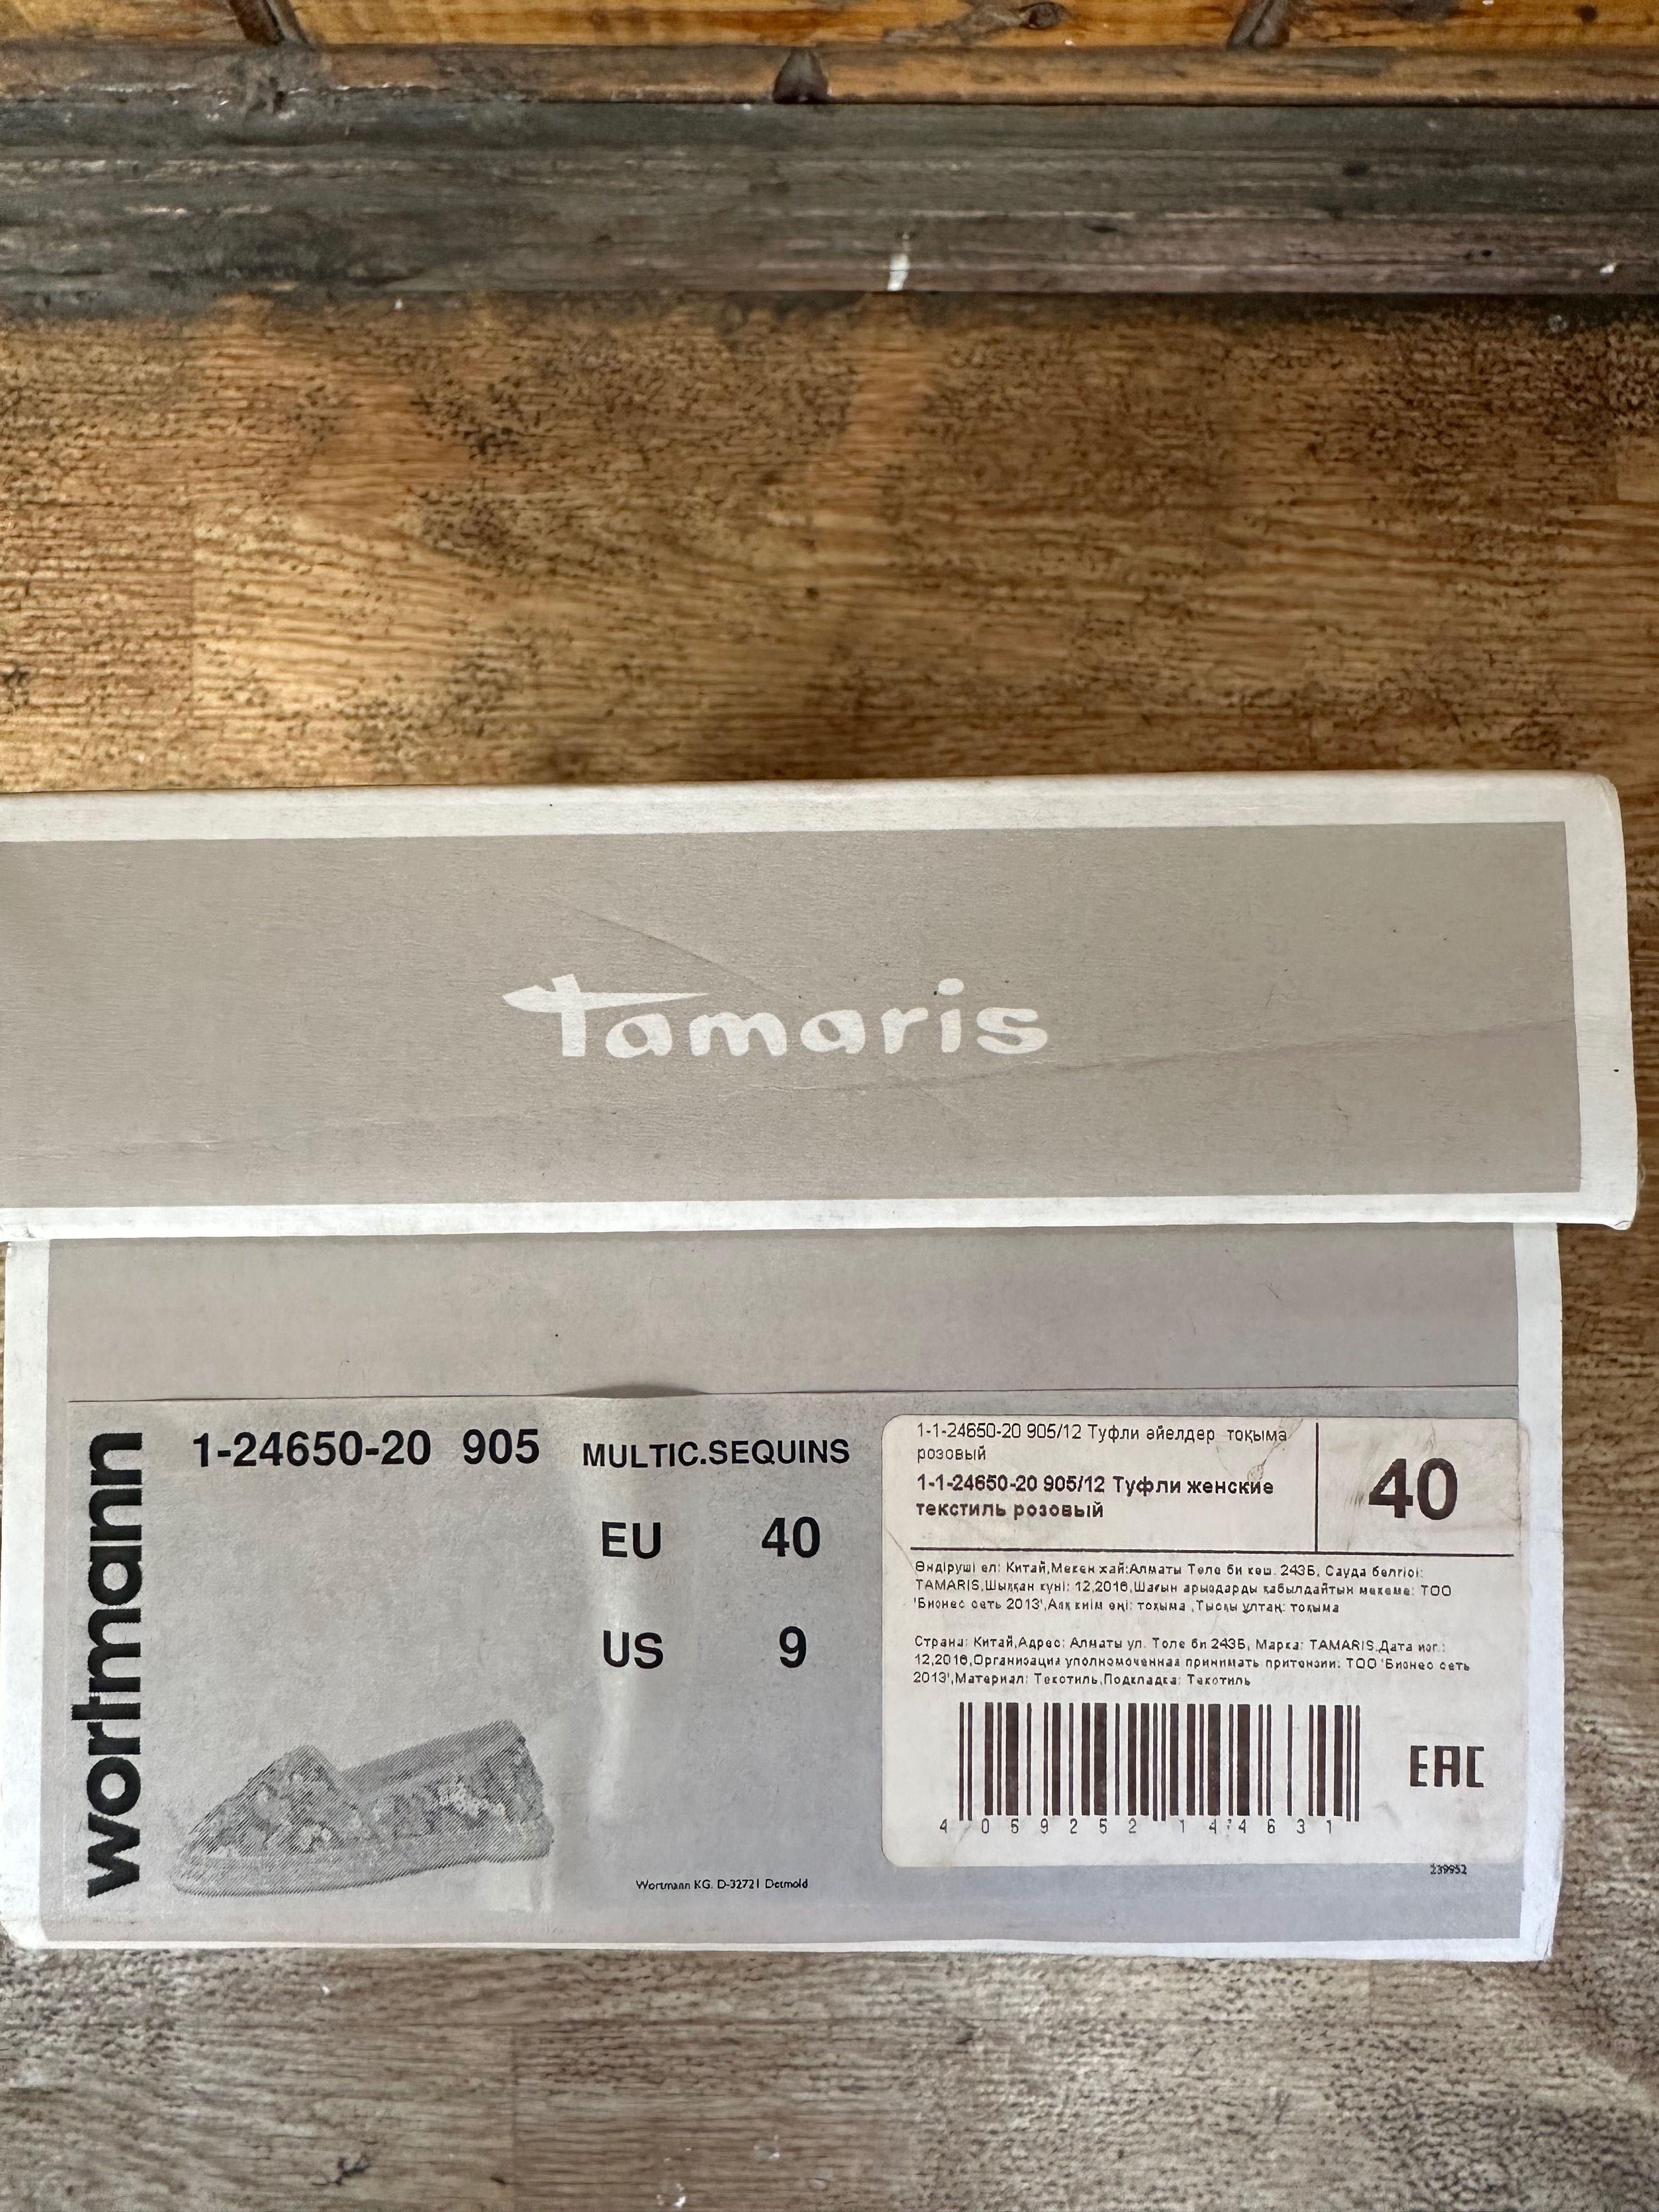 Tamaris
wortmann
1-24650-20 905 MULTIC.SEQUINS
EU 40
US 9
Wortmann KG. D-32721 Detmold
1-1-24650-20 905/12 Туфли әйелдер тоқыма
розовый
1-1-24650-20 905/12 Туфли женские
текстиль розовый
40
Өндіруші ел: Китай,Мекен жай:Алматы Төле би көш. 243Б, Сауда белгісі:
TAMARIS,Шыққан күні: 12,2016,Шағын арыздарды қабылдайтын мекеме: ТОО
'Бизнес сеть 2013',Аяқ киім өңі: тоқыма ,Тысқы ұлтан: тоқыма
Страна: Китай,Адрес: Алматы ул. Толе би 243Б, Марка: TAMARIS.Дата изг.:
12,2016,Организация уполномоченная принимать притензии: ТОО 'Бизнес сеть
2013',Материал: Текстиль,Подкладка: Текстиль
4 059252 144631
EAC
239952